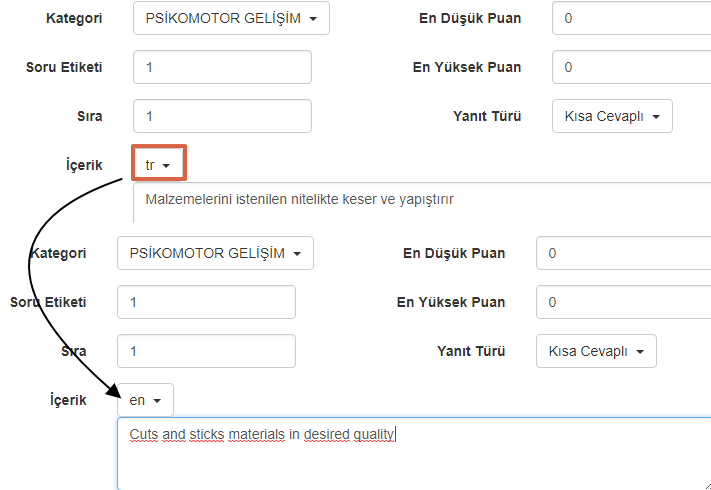 Kategori PSİKOMOTOR GELİŞİM En Düşük Puan 0
Soru Etiketi 1 En Yüksek Puan 0
Sıra 1 Yanıt Türü Kısa Cevaplı
İçerik tr
Malzemelerini istenilen nitelikte keser ve yapıştırır
Kategori PSİKOMOTOR GELİŞİM En Düşük Puan 0
Soru Etiketi 1 En Yüksek Puan 0
Sıra 1 Yanıt Türü Kısa Cevaplı
İçerik en
Cuts and sticks materials in desired quality